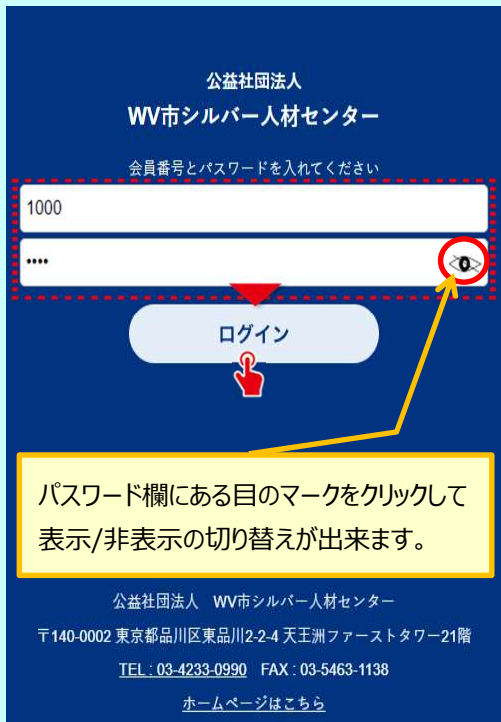 公益社団法人
WV市シルバー人材センター
会員番号とパスワードを入れてください
1000
••••
ログイン
パスワード欄にある目のマークをクリックして
表示/非表示の切り替えが出来ます。
公益社団法人　WV市シルバー人材センター
〒140-0002 東京都品川区東品川2-2-4 天王洲ファーストタワー21階
TEL : 03-4233-0990　FAX : 03-5463-1138
ホームページはこちら